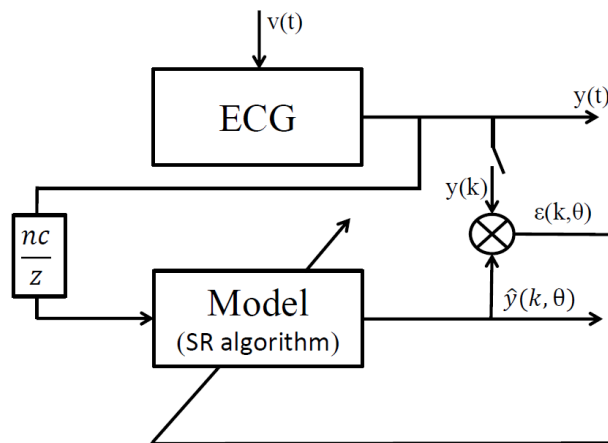 v(t)
ECG
y(t)
y(k)
ε(k,θ)
nc
z
Model
(SR algorithm)
ŷ(k, θ)